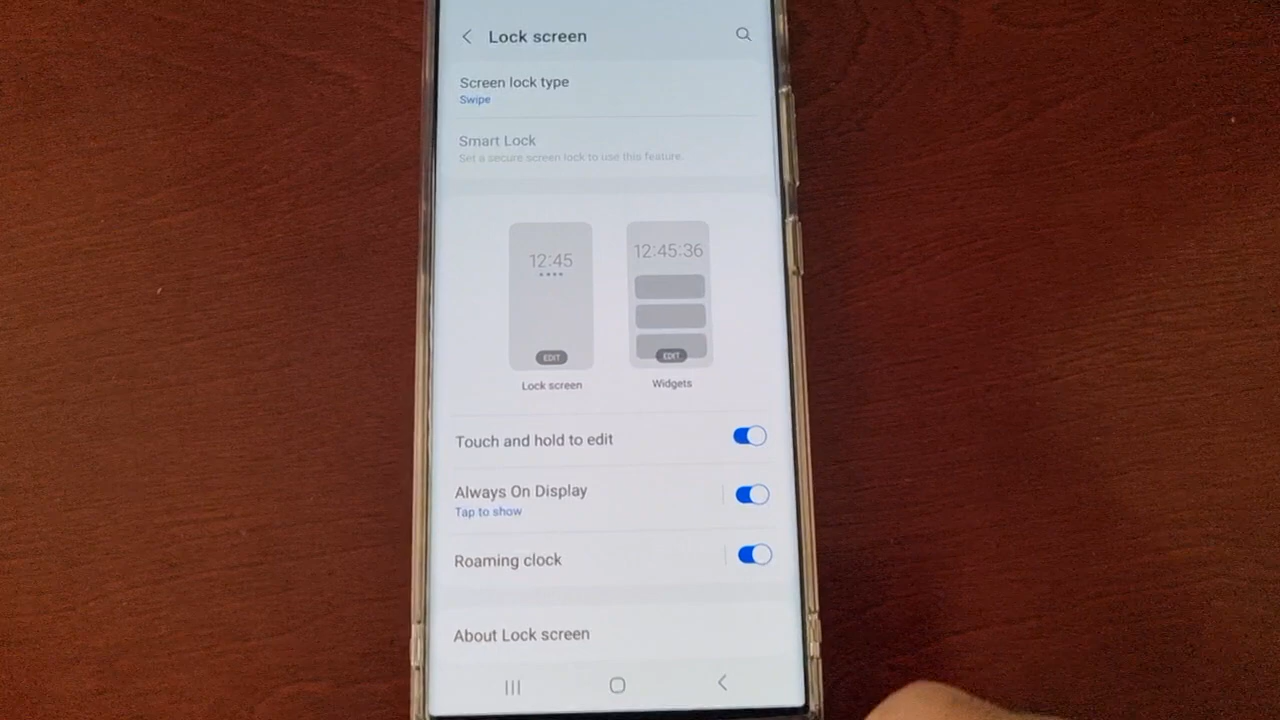 Lock screen
Screen lock type
Swipe
Smart Lock
Set a secure screen lock to use this feature.
12:45
12:45:36
EDIT
EDIT
Lock screen
Widgets
Touch and hold to edit
Always On Display
Tap to show
Roaming clock
About Lock screen